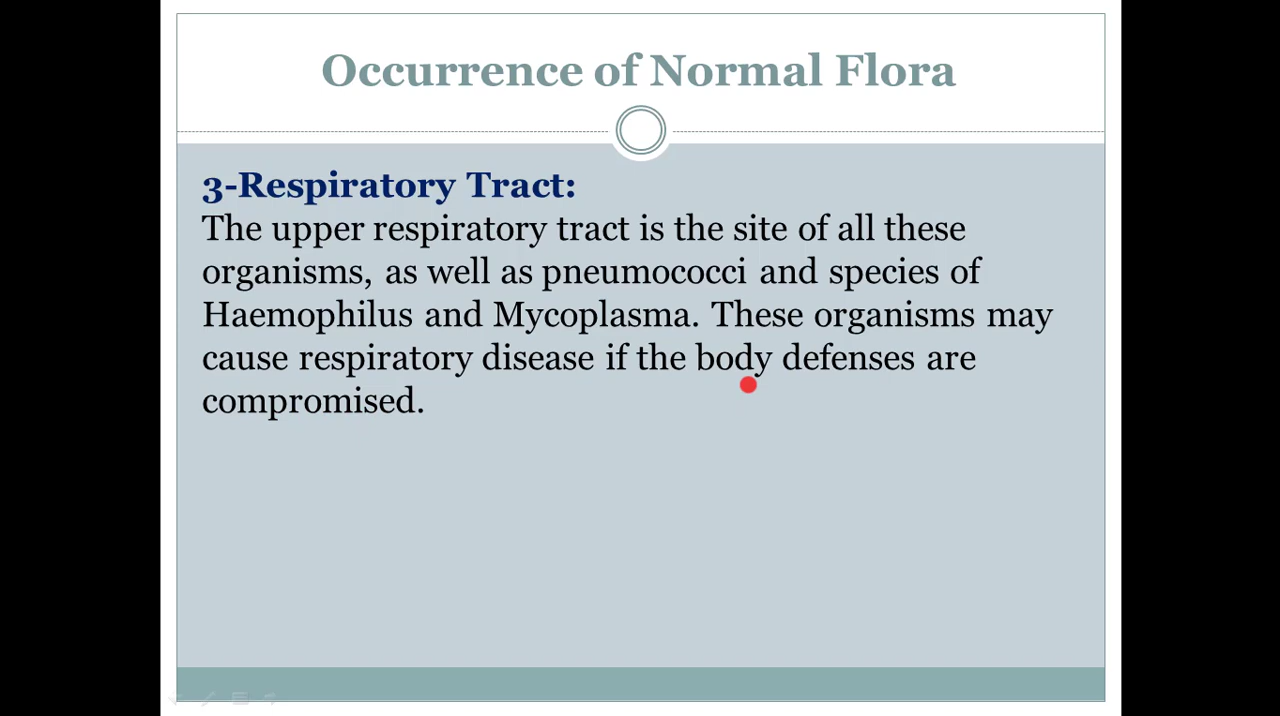 Occurrence of Normal Flora
3-Respiratory Tract:
The upper respiratory tract is the site of all these
organisms, as well as pneumococci and species of
Haemophilus and Mycoplasma. These organisms may
cause respiratory disease if the body defenses are
compromised.